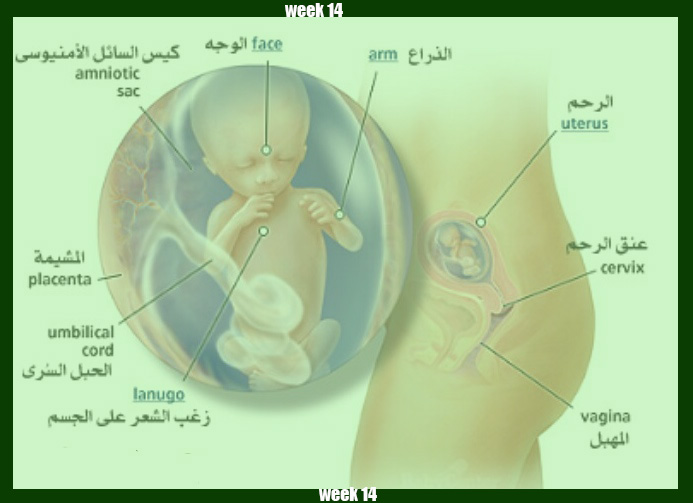 week 14
كيس السائل الأمنيوسى
amniotic
sac
الوجه face
arm الذراع
الرحم
uterus
عنق الرحم
cervix
المشيمة
placenta
umbilical
cord
الحبل السرى
lanugo
زغب الشعر على الجسم
vagina
المهبل
week 14